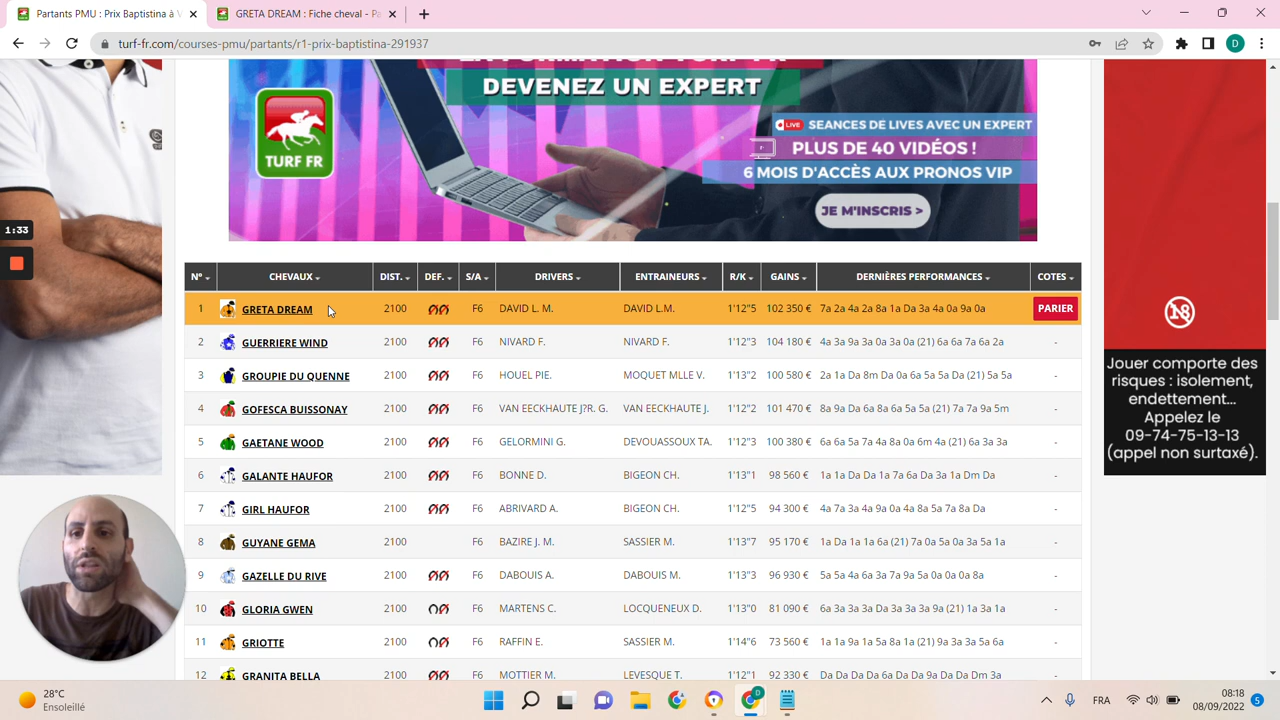 Partants PMU : Prix Baptistina à V
GRETA DREAM : Fiche cheval - Pa
turf-fr.com/courses-pmu/partants/r1-prix-baptistina-291937
D
DEVENEZ UN EXPERT
LIVE SEANCES DE LIVES AVEC UN EXPERT
PLUS DE 40 VIDÉOS !
6 MOIS D'ACCÈS AUX PRONOS VIP
JE M'INSCRIS >
TURF FR
1:33
N° CHEVAUX DIST. DEF. S/A DRIVERS ENTRAINEURS R/K GAINS DERNIÈRES PERFORMANCES COTES
1 GRETA DREAM 2100 F6 DAVID L. M. DAVID L.M. 1'12"5 102 350 € 7a 2a 4a 2a 8a 1a Da 3a 4a 0a 9a 0a PARIER
2 GUERRIERE WIND 2100 F6 NIVARD F. NIVARD F. 1'12"3 104 180 € 4a 3a 9a 3a 0a 3a 0a (21) 6a 6a 7a 6a 2a -
3 GROUPIE DU QUENNE 2100 F6 HOUEL PIE. MOQUET MLLE V. 1'13"2 100 580 € 2a 1a Da 8m Da 0a 6a 5a 5a Da (21) 5a 5a -
4 GOFESCA BUISSONAY 2100 F6 VAN EECKHAUTE J?R. G. VAN EECKHAUTE J. 1'12"2 101 470 € 8a 9a Da 6a 8a 6a 5a 5a (21) 7a 7a 9a 5m -
5 GAETANE WOOD 2100 F6 GELORMINI G. DEVOUASSOUX TA. 1'12"3 100 380 € 6a 6a 5a 7a 4a 8a 0a 6m 4a (21) 6a 3a 3a -
6 GALANTE HAUFOR 2100 F6 BONNE D. BIGEON CH. 1'13"1 98 560 € 1a 1a Da Da 1a 7a 6a Da 3a 1a Dm Da -
7 GIRL HAUFOR 2100 F6 ABRIVARD A. BIGEON CH. 1'12"5 94 300 € 4a 7a 3a 4a 9a 0a 4a 8a 5a 7a 8a Da -
8 GUYANE GEMA 2100 F6 BAZIRE J. M. SASSIER M. 1'13"7 95 170 € 1a Da 1a 1a 6a (21) 7a 0a 5a 0a 3a 5a 1a -
9 GAZELLE DU RIVE 2100 F6 DABOUIS A. DABOUIS M. 1'13"3 96 930 € 5a 5a 4a 6a 3a 7a 9a 5a 0a 0a 0a 8a -
10 GLORIA GWEN 2100 F6 MARTENS C. LOCQUENEUX D. 1'13"0 81 090 € 6a 3a 3a 3a Da 3a 3a 3a 9a (21) 1a 3a 1a -
11 GRIOTTE 2100 F6 RAFFIN E. SASSIER M. 1'14"6 73 560 € 1a 1a 9a 1a 5a 8a 1a (21) 9a 3a 3a 5a 6a -
12 GRANITA BELLA 2100 F6 MOTTIER M. LEVESQUE T. 1'12"1 92 330 € Da Da Da Da 6a Da Da 9a Da Da Dm 3a -
18
Jouer comporte des
risques : isolement,
endettement...
Appelez le
09-74-75-13-13
(appel non surtaxé).
28°C
Ensoleillé
D
FRA
08:18
08/09/2022
5